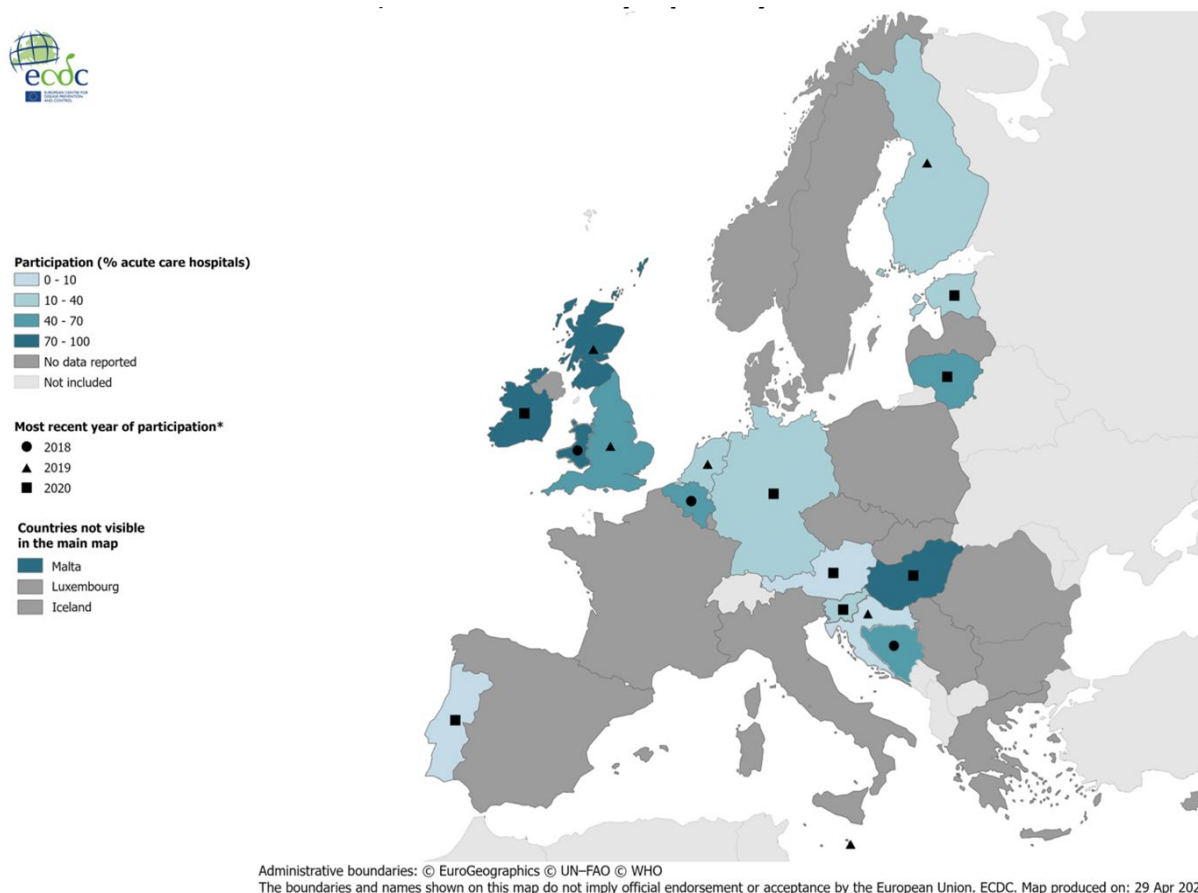 ecdc
EUROPEAN CENTRE FOR
DISEASE PREVENTION
AND CONTROL
Participation (% acute care hospitals)
0 - 10
10 - 40
40 - 70
70 - 100
No data reported
Not included
Most recent year of participation*
2018
2019
2020
Countries not visible
in the main map
Malta
Luxembourg
Iceland
Administrative boundaries: © EuroGeographics © UN–FAO © WHO
The boundaries and names shown on this map do not imply official endorsement or acceptance by the European Union. ECDC. Map produced on: 29 Apr 202